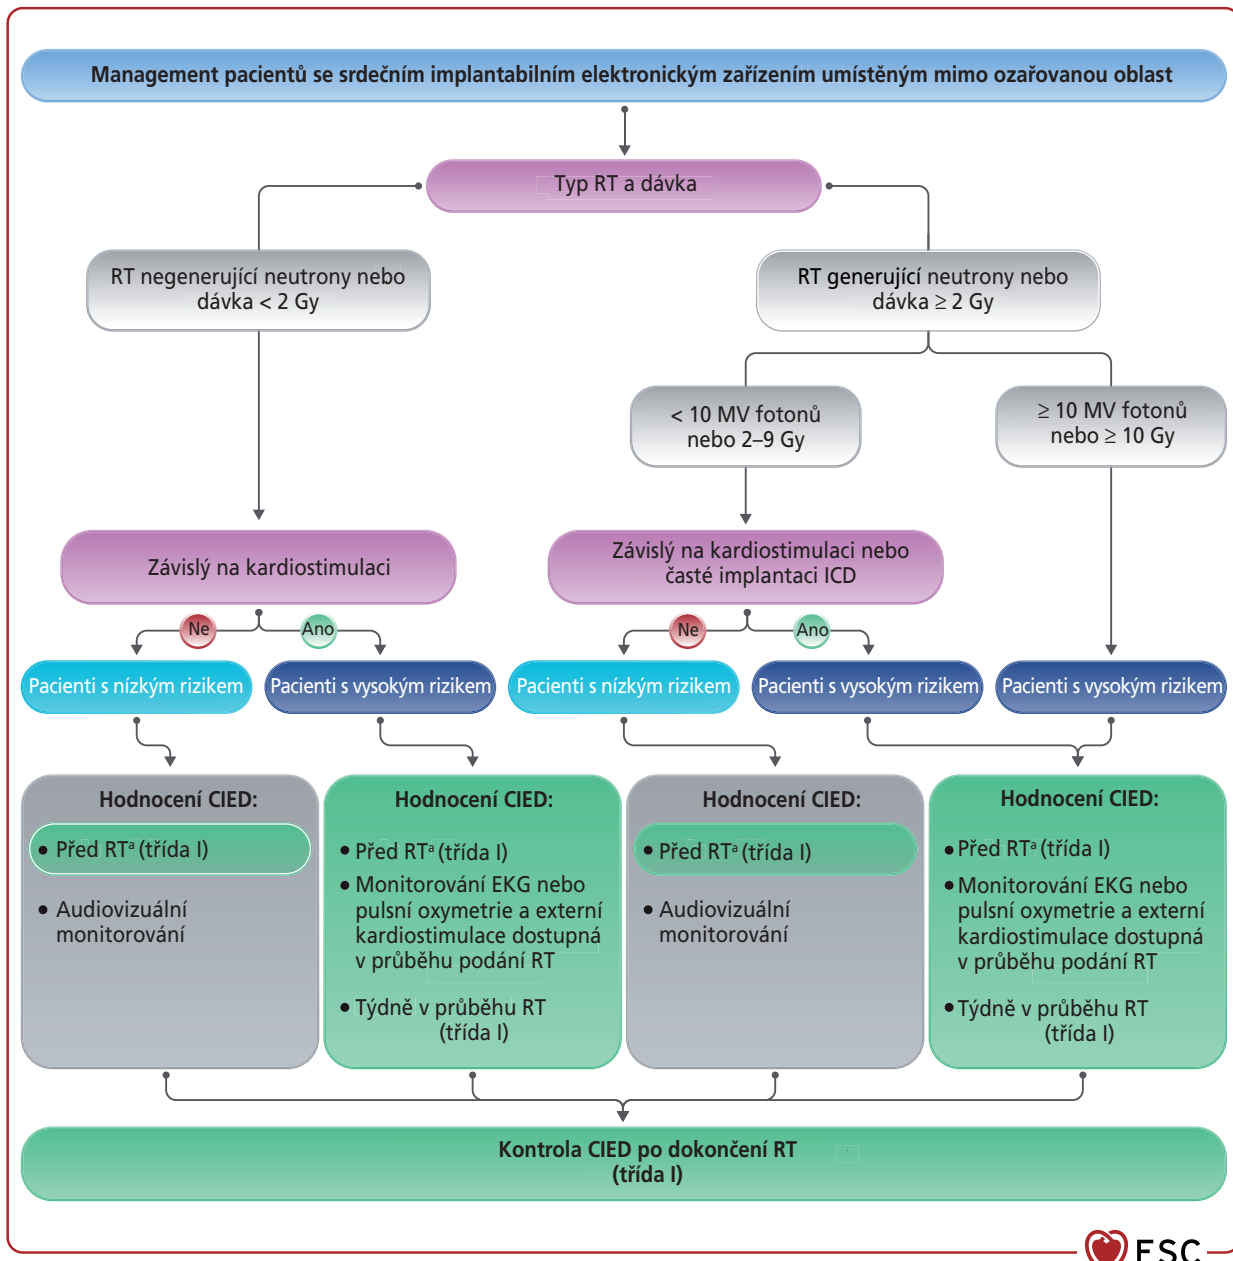 Management pacientů se srdečním implantabilním elektronickým zařízením umístěným mimo ozařovanou oblast
Typ RT a dávka
RT negenerující neutrony nebo
dávka < 2 Gy
RT generující neutrony nebo
dávka ≥ 2 Gy
< 10 MV fotonů
nebo 2–9 Gy
≥ 10 MV fotonů
nebo ≥ 10 Gy
Závislý na kardiostimulaci
Závislý na kardiostimulaci nebo
časté implantaci ICD
Ne
Ano
Ne
Ano
Pacienti s nízkým rizikem
Pacienti s vysokým rizikem
Pacienti s nízkým rizikem
Pacienti s vysokým rizikem
Pacienti s vysokým rizikem
Hodnocení CIED:
• Před RTª (třída I)
• Audiovizuální
monitorování
Hodnocení CIED:
• Před RTª (třída I)
• Monitorování EKG nebo
pulsní oxymetrie a externí
kardiostimulace dostupná
v průběhu podání RT
• Týdně v průběhu RT
(třída I)
Hodnocení CIED:
• Před RTª (třída I)
• Audiovizuální
monitorování
Hodnocení CIED:
• Před RTª (třída I)
• Monitorování EKG nebo
pulsní oxymetrie a externí
kardiostimulace dostupná
v průběhu podání RT
• Týdně v průběhu RT
(třída I)
Kontrola CIED po dokončení RT
(třída I)
ESC